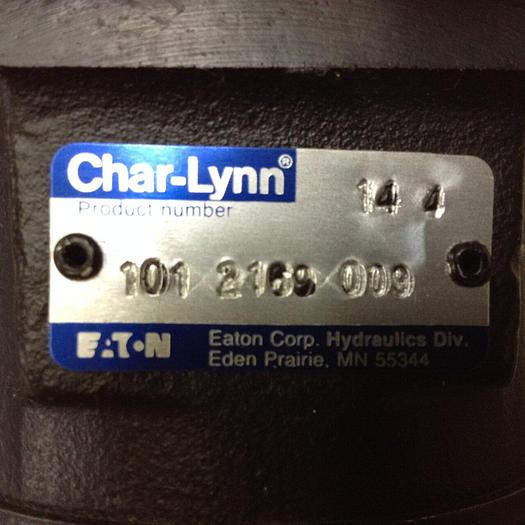 Char-Lynn®
Product number
14 4
101 2169 009
EATON
Eaton Corp. Hydraulics Div.
Eden Prairie, MN 55344